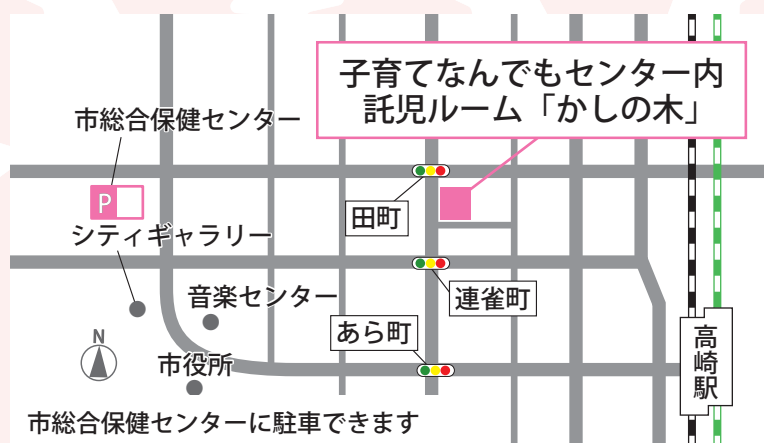 子育てなんでもセンター内
託児ルーム「かしの木」
市総合保健センター
P
田町
シティギャラリー
連雀町
音楽センター
あら町
N
高崎駅
市役所
市総合保健センターに駐車できます